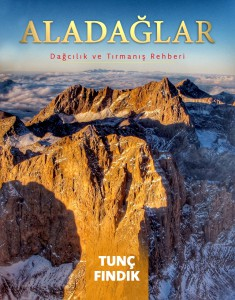 ALADAĞLAR
Dağcılık ve Tırmanış Rehberi
TUNÇ
FINDIK